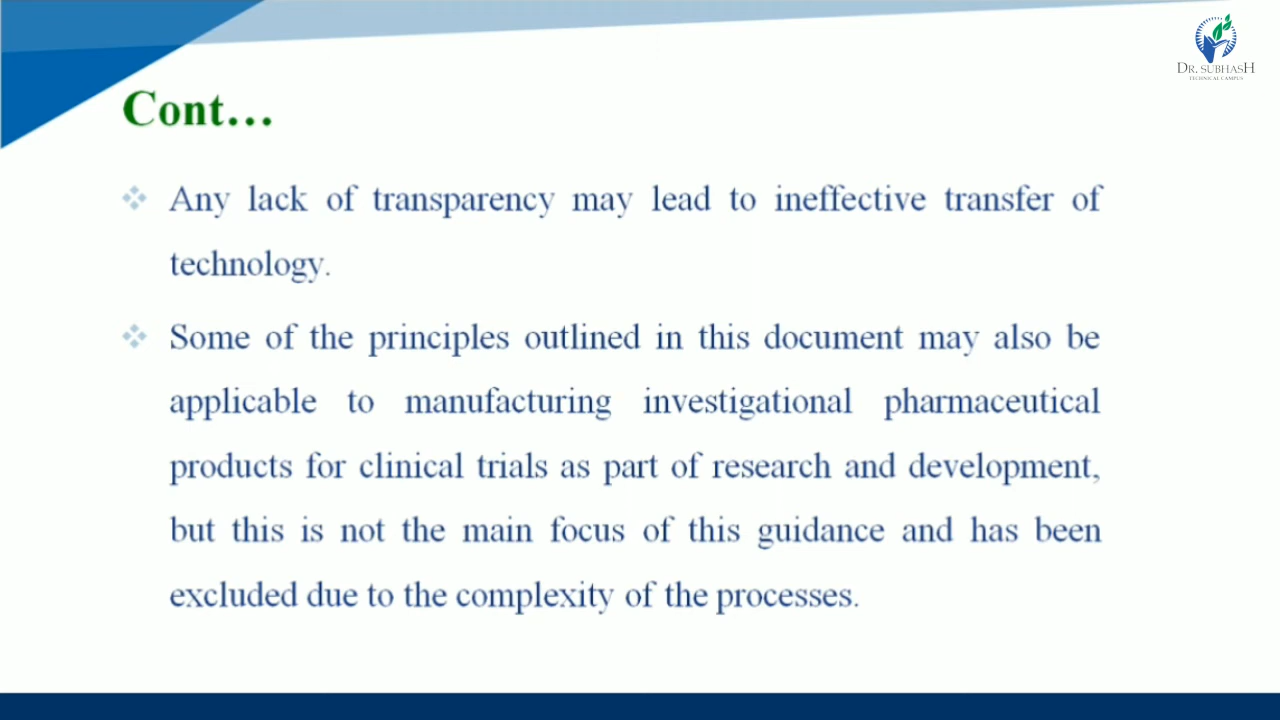 DR. SUBHASH
TECHNICAL CAMPUS
Cont...
Any lack of transparency may lead to ineffective transfer of
technology.
Some of the principles outlined in this document may also be
applicable to manufacturing investigational pharmaceutical
products for clinical trials as part of research and development,
but this is not the main focus of this guidance and has been
excluded due to the complexity of the processes.